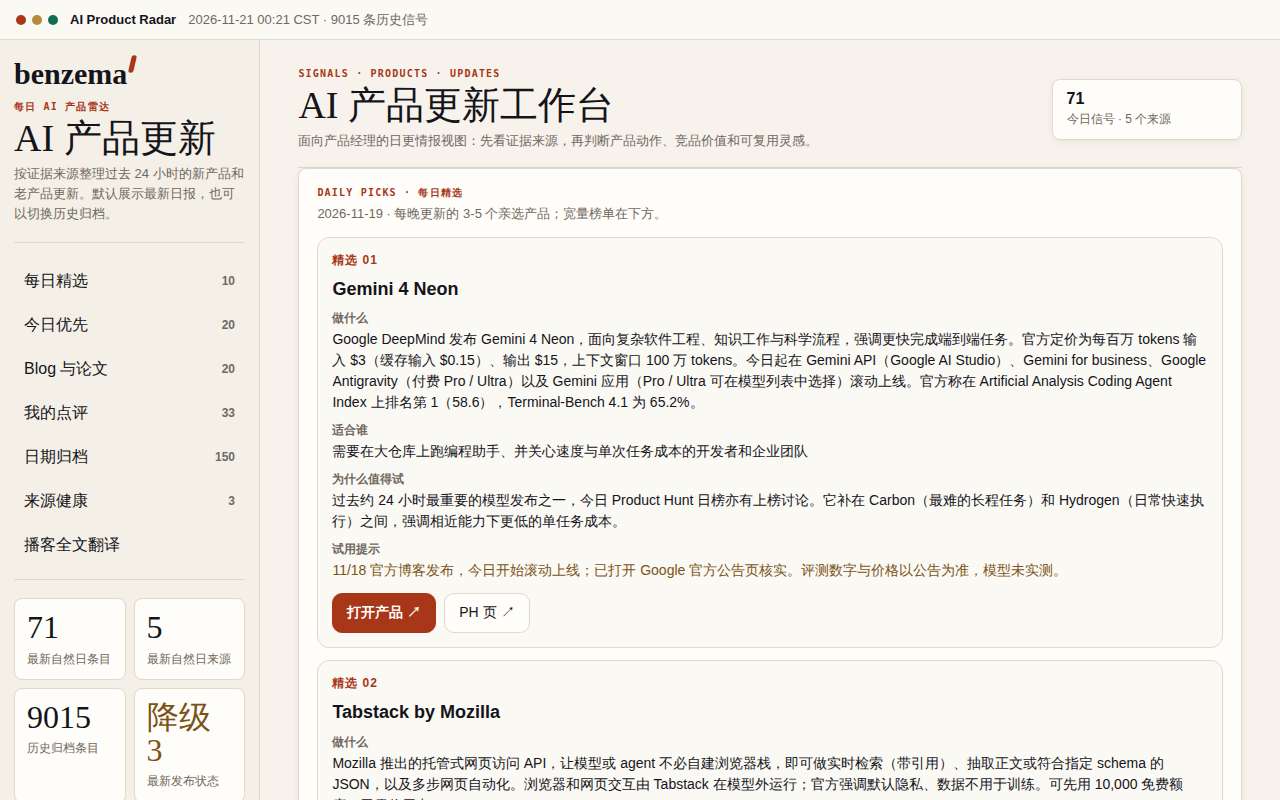 AI Product Radar 2026-11-21 00:21 CST · 9015 条历史信号
benzema
每日 AI 产品雷达
AI 产品更新
按证据来源整理过去 24 小时的新产品和
老产品更新。默认展示最新日报，也可
以切换历史归档。
每日精选 10
今日优先 20
Blog 与论文 20
我的点评 33
日期归档 150
来源健康 3
播客全文翻译
71
最新自然日条目
5
最新自然日来源
9015
历史归档条目
降级
3
最新发布状态
SIGNALS · PRODUCTS · UPDATES
AI 产品更新工作台
面向产品经理的日更情报视图：先看证据来源，再判断产品动作、竞品价值和可复用灵感。
71
今日信号 · 5 个来源
DAILY PICKS · 每日精选
2026-11-19 · 每晚更新的 3-5 个亲选产品；宽量榜单在下方。
精选 01
Gemini 4 Neon
做什么
Google DeepMind 发布 Gemini 4 Neon，面向复杂软件工程、知识工作与科学流程，强调更快完成端到端任务。官方定价为每百万 tokens 输
入 $3（缓存输入 $0.15）、输出 $15，上下文窗口 100 万 tokens。今日起在 Gemini API（Google AI Studio）、Gemini for business、Google
Antigravity（付费 Pro / Ultra）以及 Gemini 应用（Pro / Ultra 可在模型列表中选择）滚动上线。官方称在 Artificial Analysis Coding Agent
Index 上排名第 1（58.6），Terminal-Bench 4.1 为 65.2%。
适合谁
需要在大仓库上跑编程助手、并关心速度与单次任务成本的开发者和企业团队
为什么值得试
过去约 24 小时最重要的模型发布之一，今日 Product Hunt 日榜亦有上榜讨论。它补在 Carbon（最难的长程任务）和 Hydrogen（日常快速执
行）之间，强调相近能力下更低的单任务成本。
试用提示
11/18 官方博客发布，今日开始滚动上线；已打开 Google 官方公告页核实。评测数字与价格以公告为准，模型未实测。
打开产品 ↗
PH 页 ↗
精选 02
Tabstack by Mozilla
做什么
Mozilla 推出的托管式网页访问 API，让模型或 agent 不必自建浏览器栈，即可做实时检索（带引用）、抽取正文或符合指定 schema 的
JSON，以及多步网页自动化。浏览器和网页交互由 Tabstack 在模型外运行；官方强调默认隐私、数据不用于训练。可先用 10,000 免费额